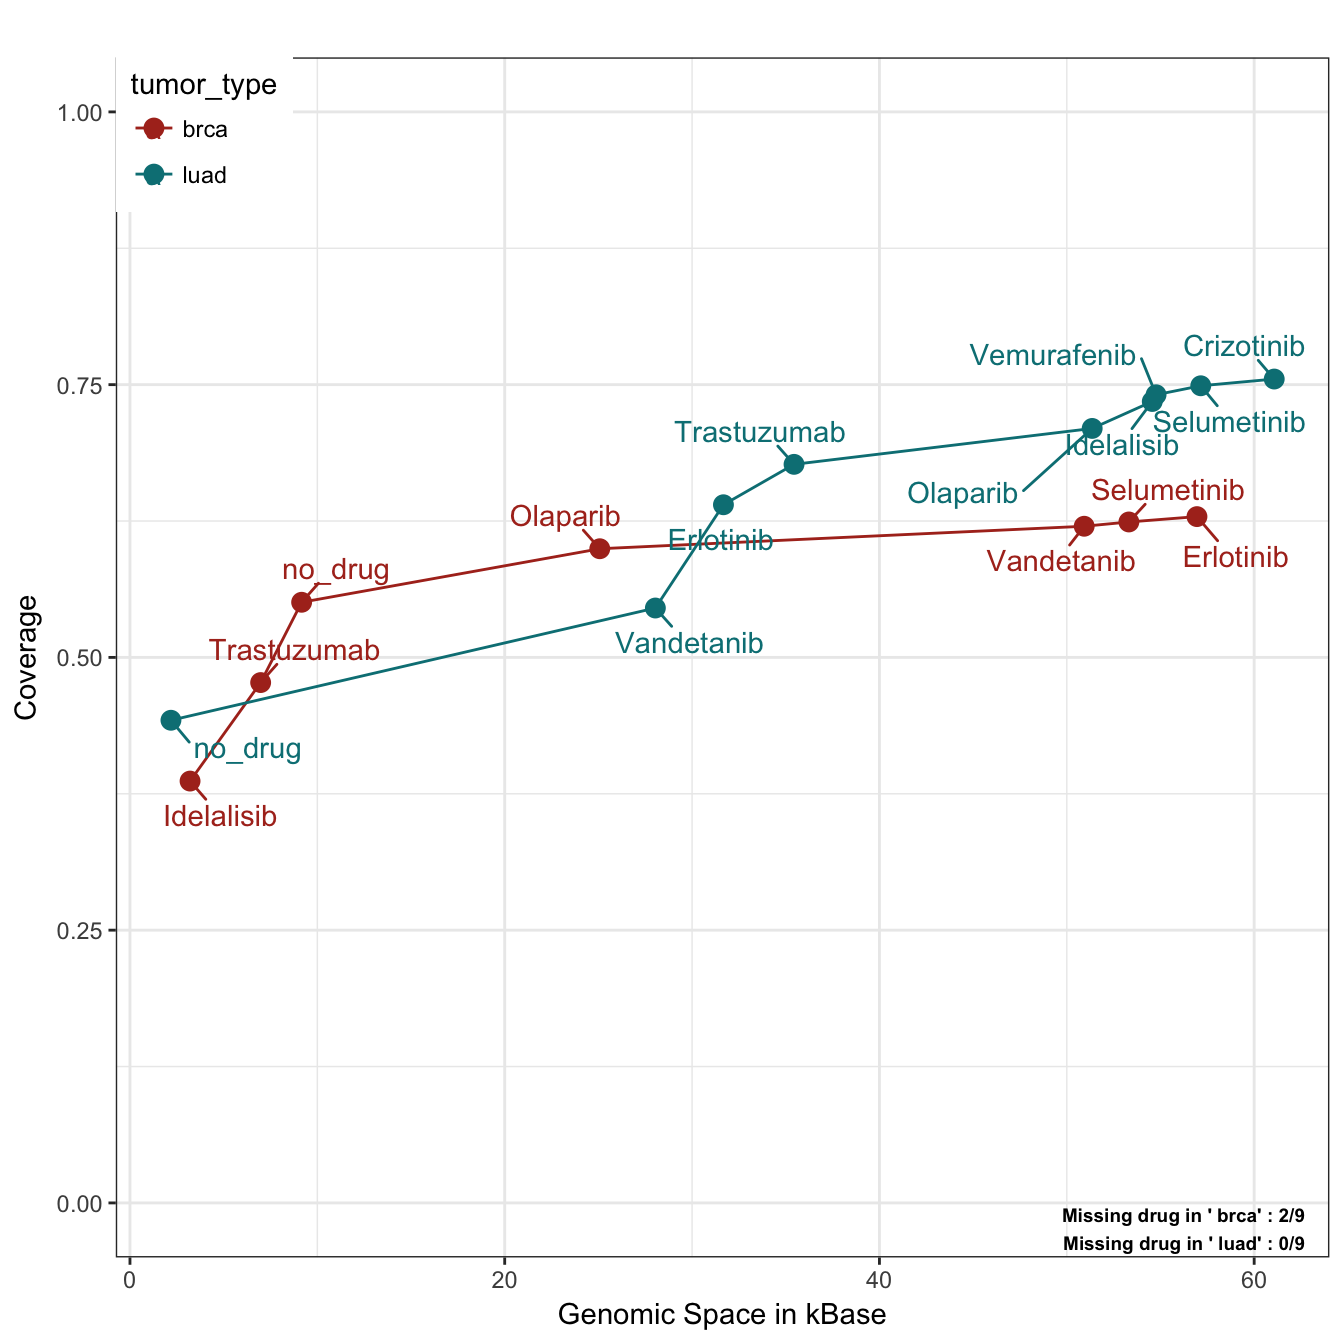 tumor_type
brca
luad
1.00
0.75
0.50
0.25
0.00
Coverage
Vemurafenib
Crizotinib
Selumetinib
Trastuzumab
Idelalisib
Olaparib
Selumetinib
Olaparib
Erlotinib
Vandetanib
Erlotinib
no_drug
Vandetanib
Trastuzumab
no_drug
Idelalisib
Missing drug in ' brca' : 2/9
Missing drug in ' luad' : 0/9
0
20
40
60
Genomic Space in kBase